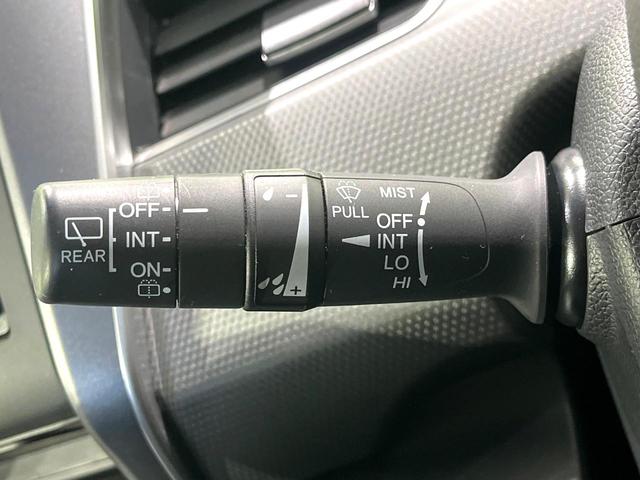 REAR
OFF
INT
ON
-
+
PULL
MIST
OFF
INT
LO
HI